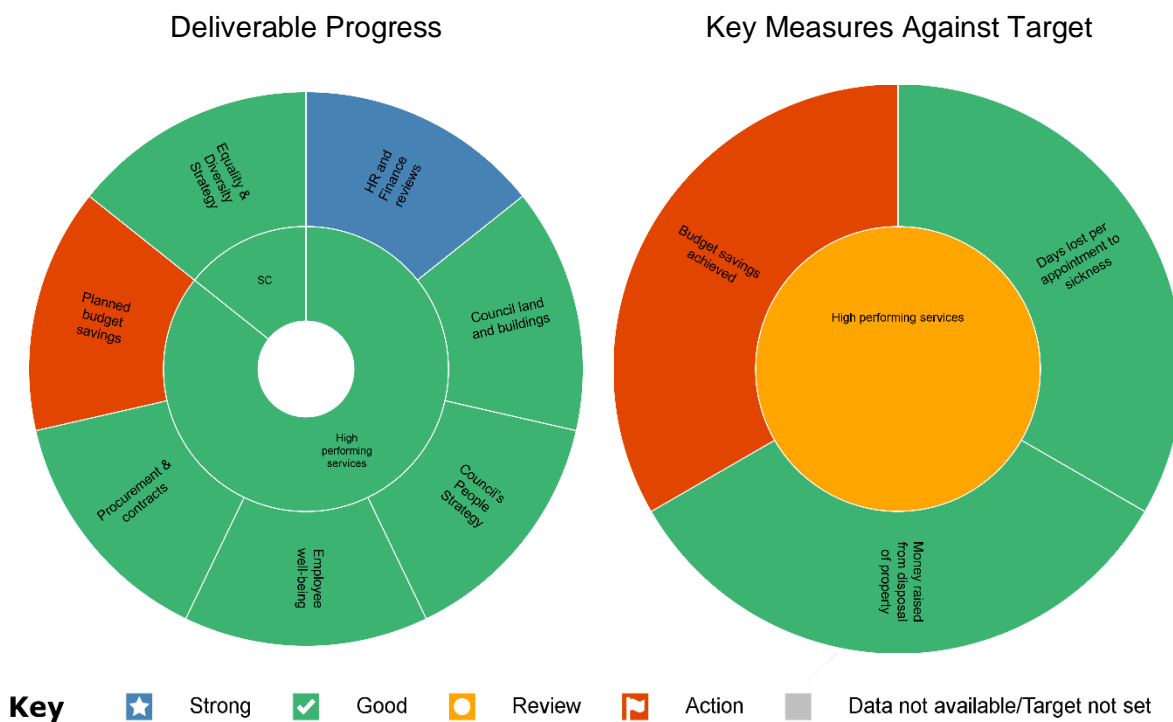 Deliverable Progress
Key Measures Against Target
Equality &
Diversity
Strategy
HR and
Finance
reviews
SC
Planned
budget
savings
Council land
and buildings
High
performing
services
Procurement &
contracts
Council's
People
Strategy
Employee
well-being
Budget savings
achieved
Days lost per
appointment to
sickness
High performing services
Money raised
from disposal
of property
Key
Strong
Good
Review
Action
Data not available/Target not set